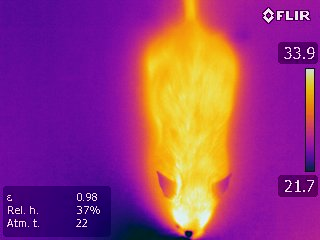 FLIR
33.9
21.7
ε 0.98
Rel. h. 37%
Atm. t. 22